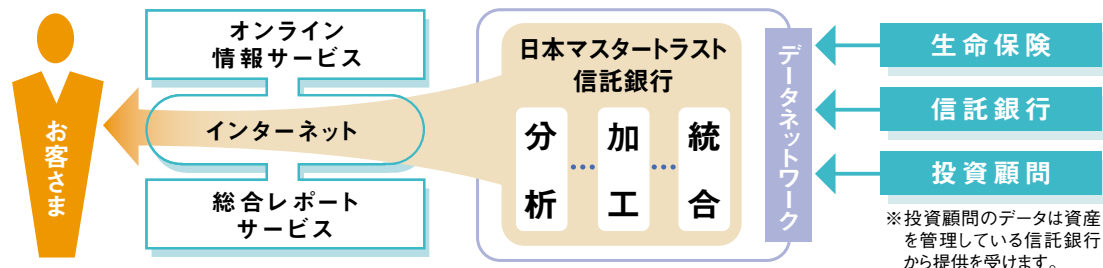 お客さま
オンライン
情報サービス
インターネット
総合レポート
サービス
日本マスタートラスト
信託銀行
分析
…
加工
…
統合
データネットワーク
生命保険
信託銀行
投資顧問
※投資顧問のデータは資産
を管理している信託銀行
から提供を受けます。